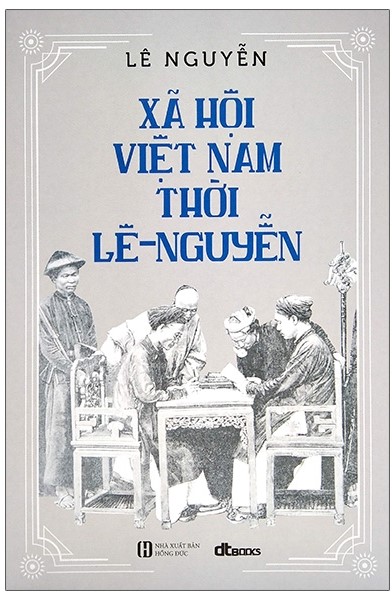 LÊ NGUYỄN
XÃ HỘI
VIỆT NAM
THỜI
LÊ-NGUYỄN
NHÀ XUẤT BẢN
HỒNG ĐỨC
dtBOOKS